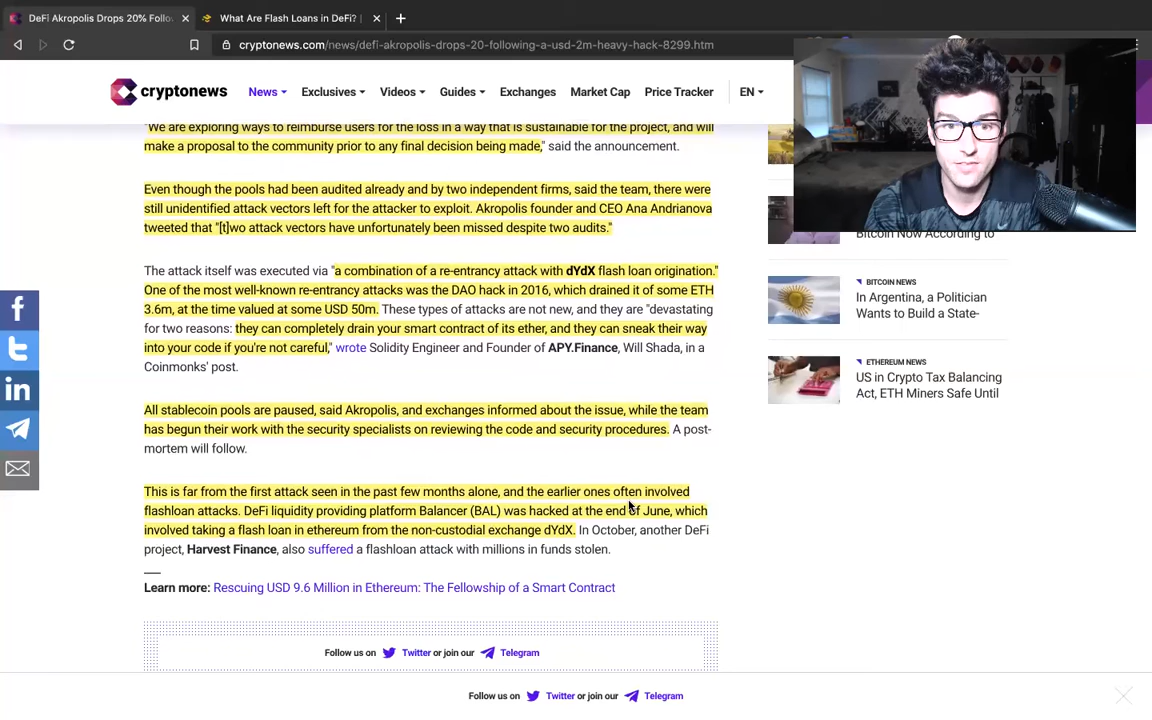 DeFi Akropolis Drops 20% Follo
What Are Flash Loans in DeFi? |
cryptonews.com/news/defi-akropolis-drops-20-following-a-usd-2m-heavy-hack-8299.htm
cryptonews
News
Exclusives
Videos
Guides
Exchanges
Market Cap
Price Tracker
EN
"We are exploring ways to reimburse users for the loss in a way that is sustainable for the project, and will
make a proposal to the community prior to any final decision being made," said the announcement.
Even though the pools had been audited already and by two independent firms, said the team, there were
still unidentified attack vectors left for the attacker to exploit. Akropolis founder and CEO Ana Andrianova
tweeted that "[t]wo attack vectors have unfortunately been missed despite two audits."
The attack itself was executed via "a combination of a re-entrancy attack with dYdX flash loan origination."
One of the most well-known re-entrancy attacks was the DAO hack in 2016, which drained it of some ETH
3.6m, at the time valued at some USD 50m. These types of attacks are not new, and they are "devastating
for two reasons: they can completely drain your smart contract of its ether, and they can sneak their way
into your code if you're not careful," wrote Solidity Engineer and Founder of APY.Finance, Will Shada, in a
Coinmonks' post.
All stablecoin pools are paused, said Akropolis, and exchanges informed about the issue, while the team
has begun their work with the security specialists on reviewing the code and security procedures. A post-
mortem will follow.
This is far from the first attack seen in the past few months alone, and the earlier ones often involved
flashloan attacks. DeFi liquidity providing platform Balancer (BAL) was hacked at the end of June, which
involved taking a flash loan in ethereum from the non-custodial exchange dYdX. In October, another DeFi
project, Harvest Finance, also suffered a flashloan attack with millions in funds stolen.
Learn more: Rescuing USD 9.6 Million in Ethereum: The Fellowship of a Smart Contract
Follow us on Twitter or join our Telegram
Bitcoin Now According to
BITCOIN NEWS
In Argentina, a Politician
Wants to Build a State-
ETHEREUM NEWS
US in Crypto Tax Balancing
Act, ETH Miners Safe Until
Follow us on Twitter or join our Telegram